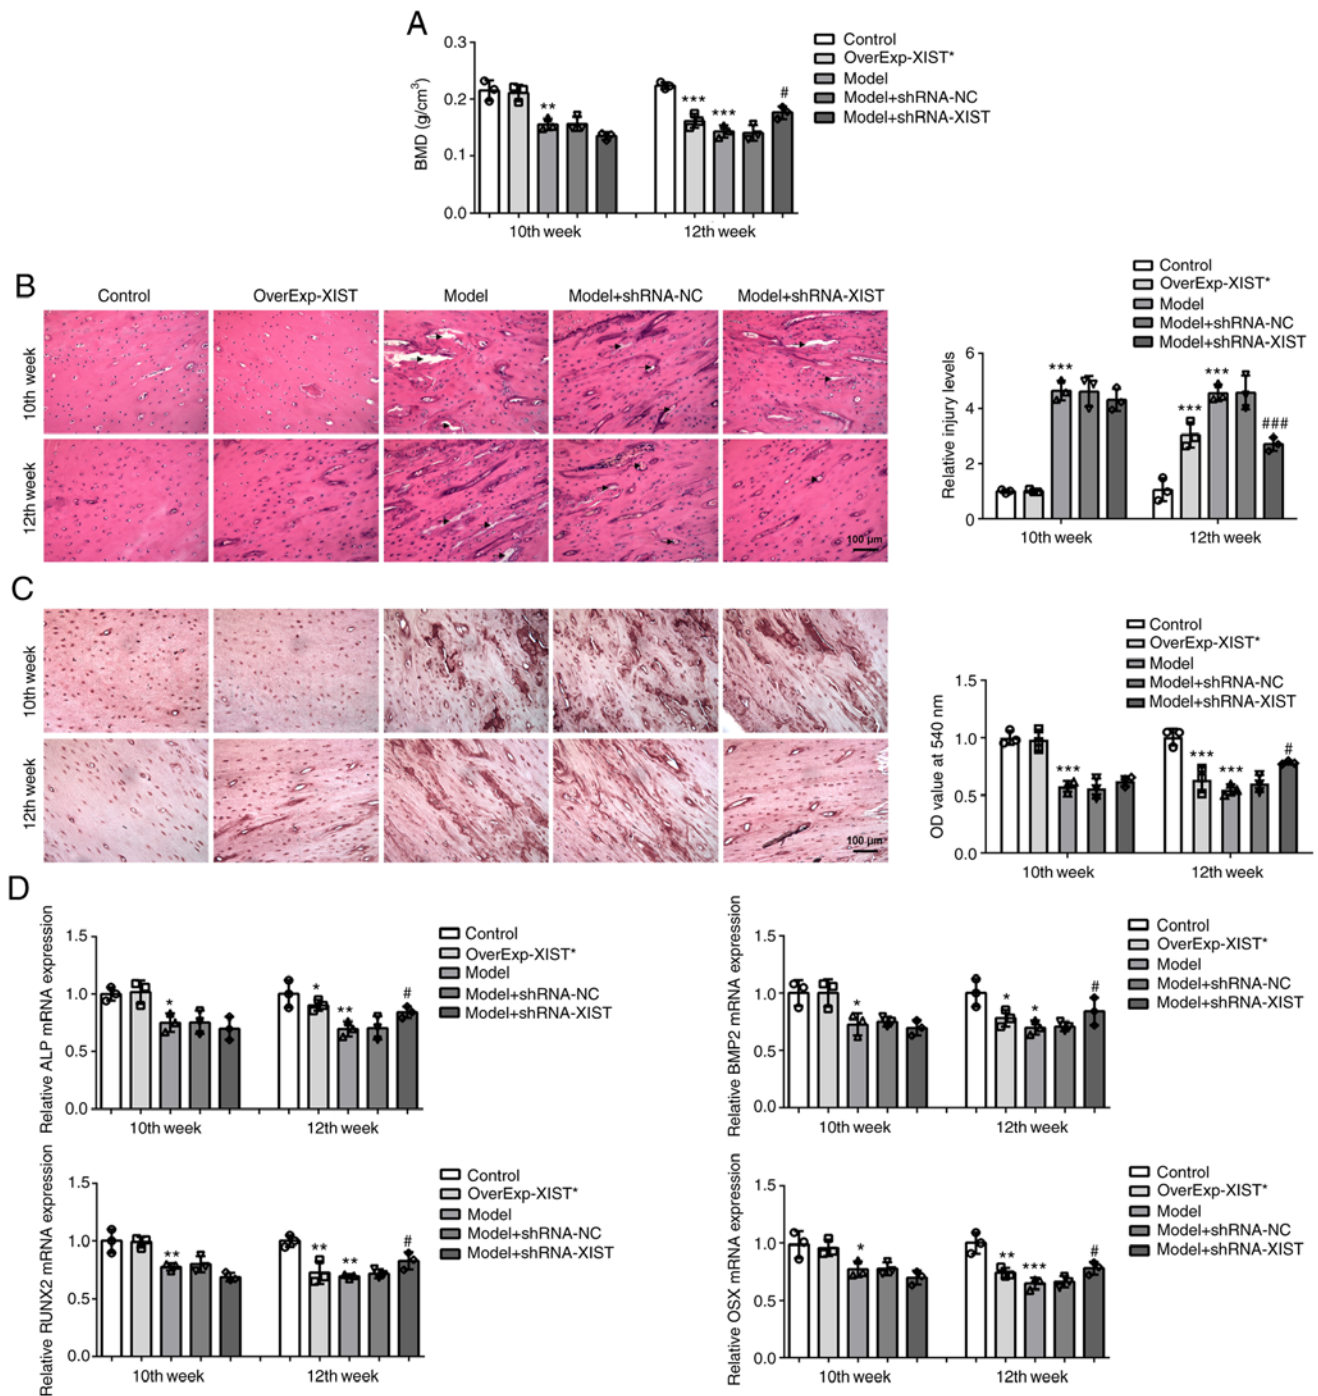 A
BMD (g/cm³)
0.3
0.2
0.1
0.0
**
***
***
#
10th week
12th week
Control
OverExp-XIST*
Model
Model+shRNA-NC
Model+shRNA-XIST
B
Control
OverExp-XIST
Model
Model+shRNA-NC
Model+shRNA-XIST
10th week
12th week
100 μm
Control
OverExp-XIST*
Model
Model+shRNA-NC
Model+shRNA-XIST
Relative injury levels
6
4
2
0
***
***
***
###
10th week
12th week
C
10th week
12th week
100 μm
Control
OverExp-XIST*
Model
Model+shRNA-NC
Model+shRNA-XIST
OD value at 540 nm
1.5
1.0
0.5
0.0
***
***
***
#
10th week
12th week
D
Relative ALP mRNA expression
1.5
1.0
0.5
0.0
*
*
**
#
10th week
12th week
Control
OverExp-XIST*
Model
Model+shRNA-NC
Model+shRNA-XIST
Relative BMP2 mRNA expression
1.5
1.0
0.5
0.0
*
*
*
#
10th week
12th week
Control
OverExp-XIST*
Model
Model+shRNA-NC
Model+shRNA-XIST
Relative RUNX2 mRNA expression
1.5
1.0
0.5
0.0
**
**
**
#
10th week
12th week
Control
OverExp-XIST*
Model
Model+shRNA-NC
Model+shRNA-XIST
Relative OSX mRNA expression
1.5
1.0
0.5
0.0
*
**
***
#
10th week
12th week
Control
OverExp-XIST*
Model
Model+shRNA-NC
Model+shRNA-XIST